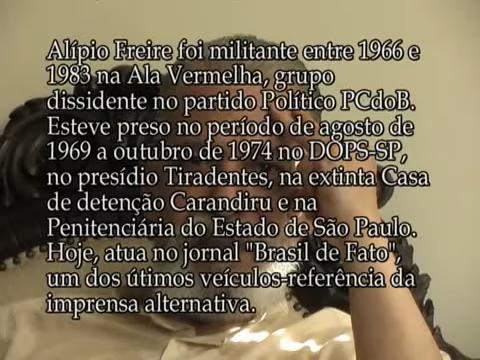 Alípio Freire foi militante entre 1966 e
1983 na Ala Vermelha, grupo
dissidente no partido Político PCdoB.
Esteve preso no período de agosto de
1969 a outubro de 1974 no DOPS-SP,
no presídio Tiradentes, na extinta Casa
de detenção Carandiru e na
Penitenciária do Estado de São Paulo.
Hoje, atua no jornal "Brasil de Fato",
um dos útimos veículos-referência da
imprensa alternativa.